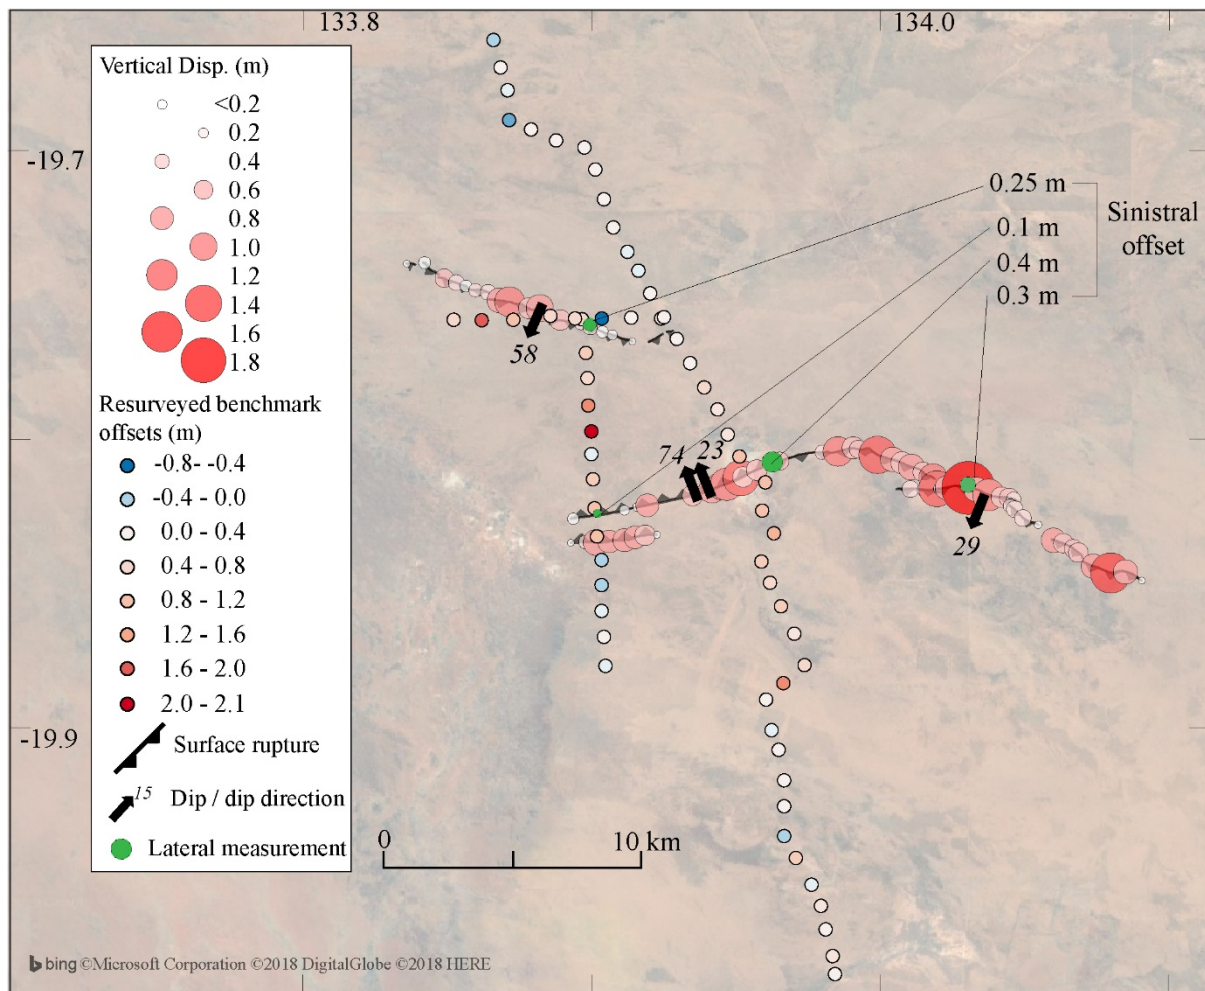 133.8
134.0
-19.7
-19.9
Vertical Disp. (m)
<0.2
0.2
0.4
0.6
0.8
1.0
1.2
1.4
1.6
1.8
Resurveyed benchmark
offsets (m)
-0.8- -0.4
-0.4 - 0.0
0.0 - 0.4
0.4 - 0.8
0.8 - 1.2
1.2 - 1.6
1.6 - 2.0
2.0 - 2.1
Surface rupture
15 Dip / dip direction
Lateral measurement
0.25 m
0.1 m
0.4 m
0.3 m
Sinistral
offset
58
74 23
29
0 10 km
bing ©Microsoft Corporation ©2018 DigitalGlobe ©2018 HERE